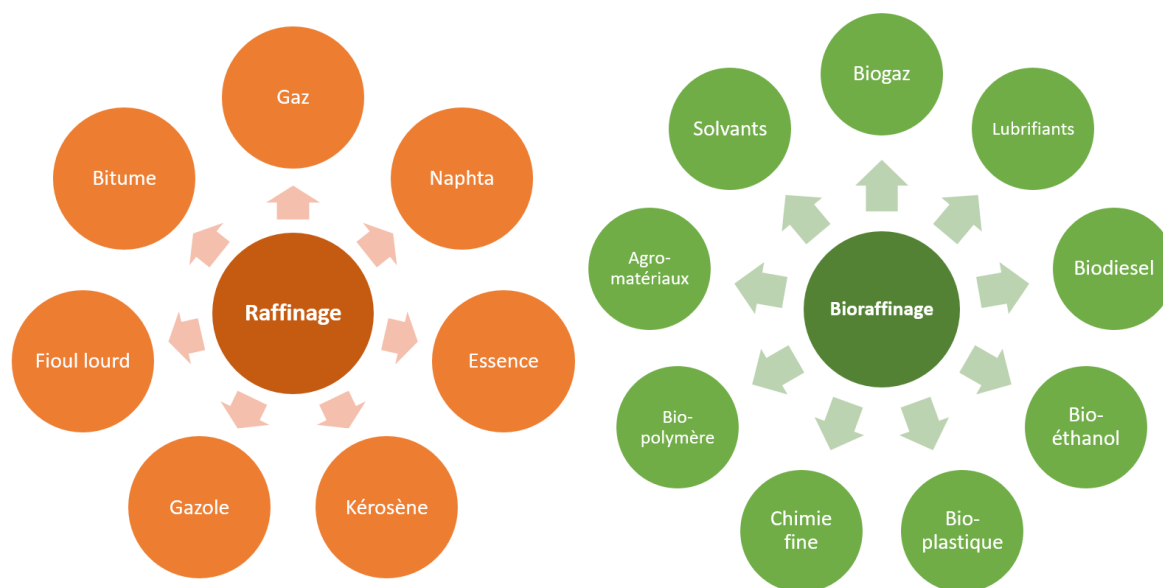 Gaz
Naphta
Essence
Kérosène
Gazole
Fioul lourd
Bitume
Raffinage
Biogaz
Lubrifiants
Biodiesel
Bio-
éthanol
Bio-
plastique
Chimie
fine
Bio-
polymère
Agro-
matériaux
Solvants
Bioraffinage